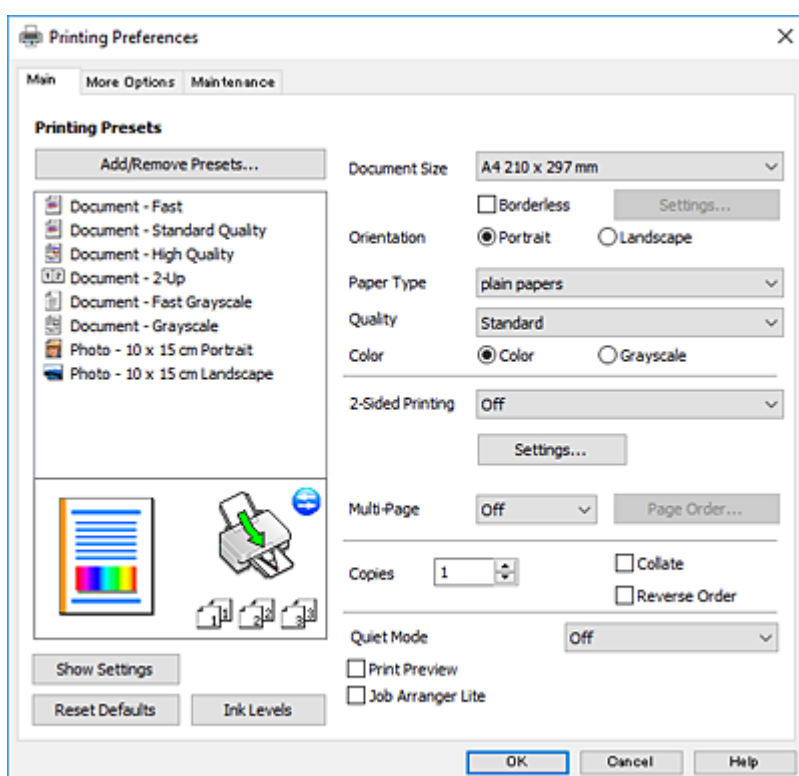 Printing Preferences
Main More Options Maintenance
Printing Presets
Add/Remove Presets...
Document - Fast
Document - Standard Quality
Document - High Quality
Document - 2-Up
Document - Fast Grayscale
Document - Grayscale
Photo - 10 x 15 cm Portrait
Photo - 10 x 15 cm Landscape
1 2 3
Show Settings
Reset Defaults Ink Levels
Document Size A4 210 x 297 mm
Borderless Settings...
Orientation Portrait Landscape
Paper Type plain papers
Quality Standard
Color Color Grayscale
2-Sided Printing Off
Settings...
Multi-Page Off Page Order...
Copies 1 Collate
Reverse Order
Quiet Mode Off
Print Preview
Job Arranger Lite
OK Cancel Help